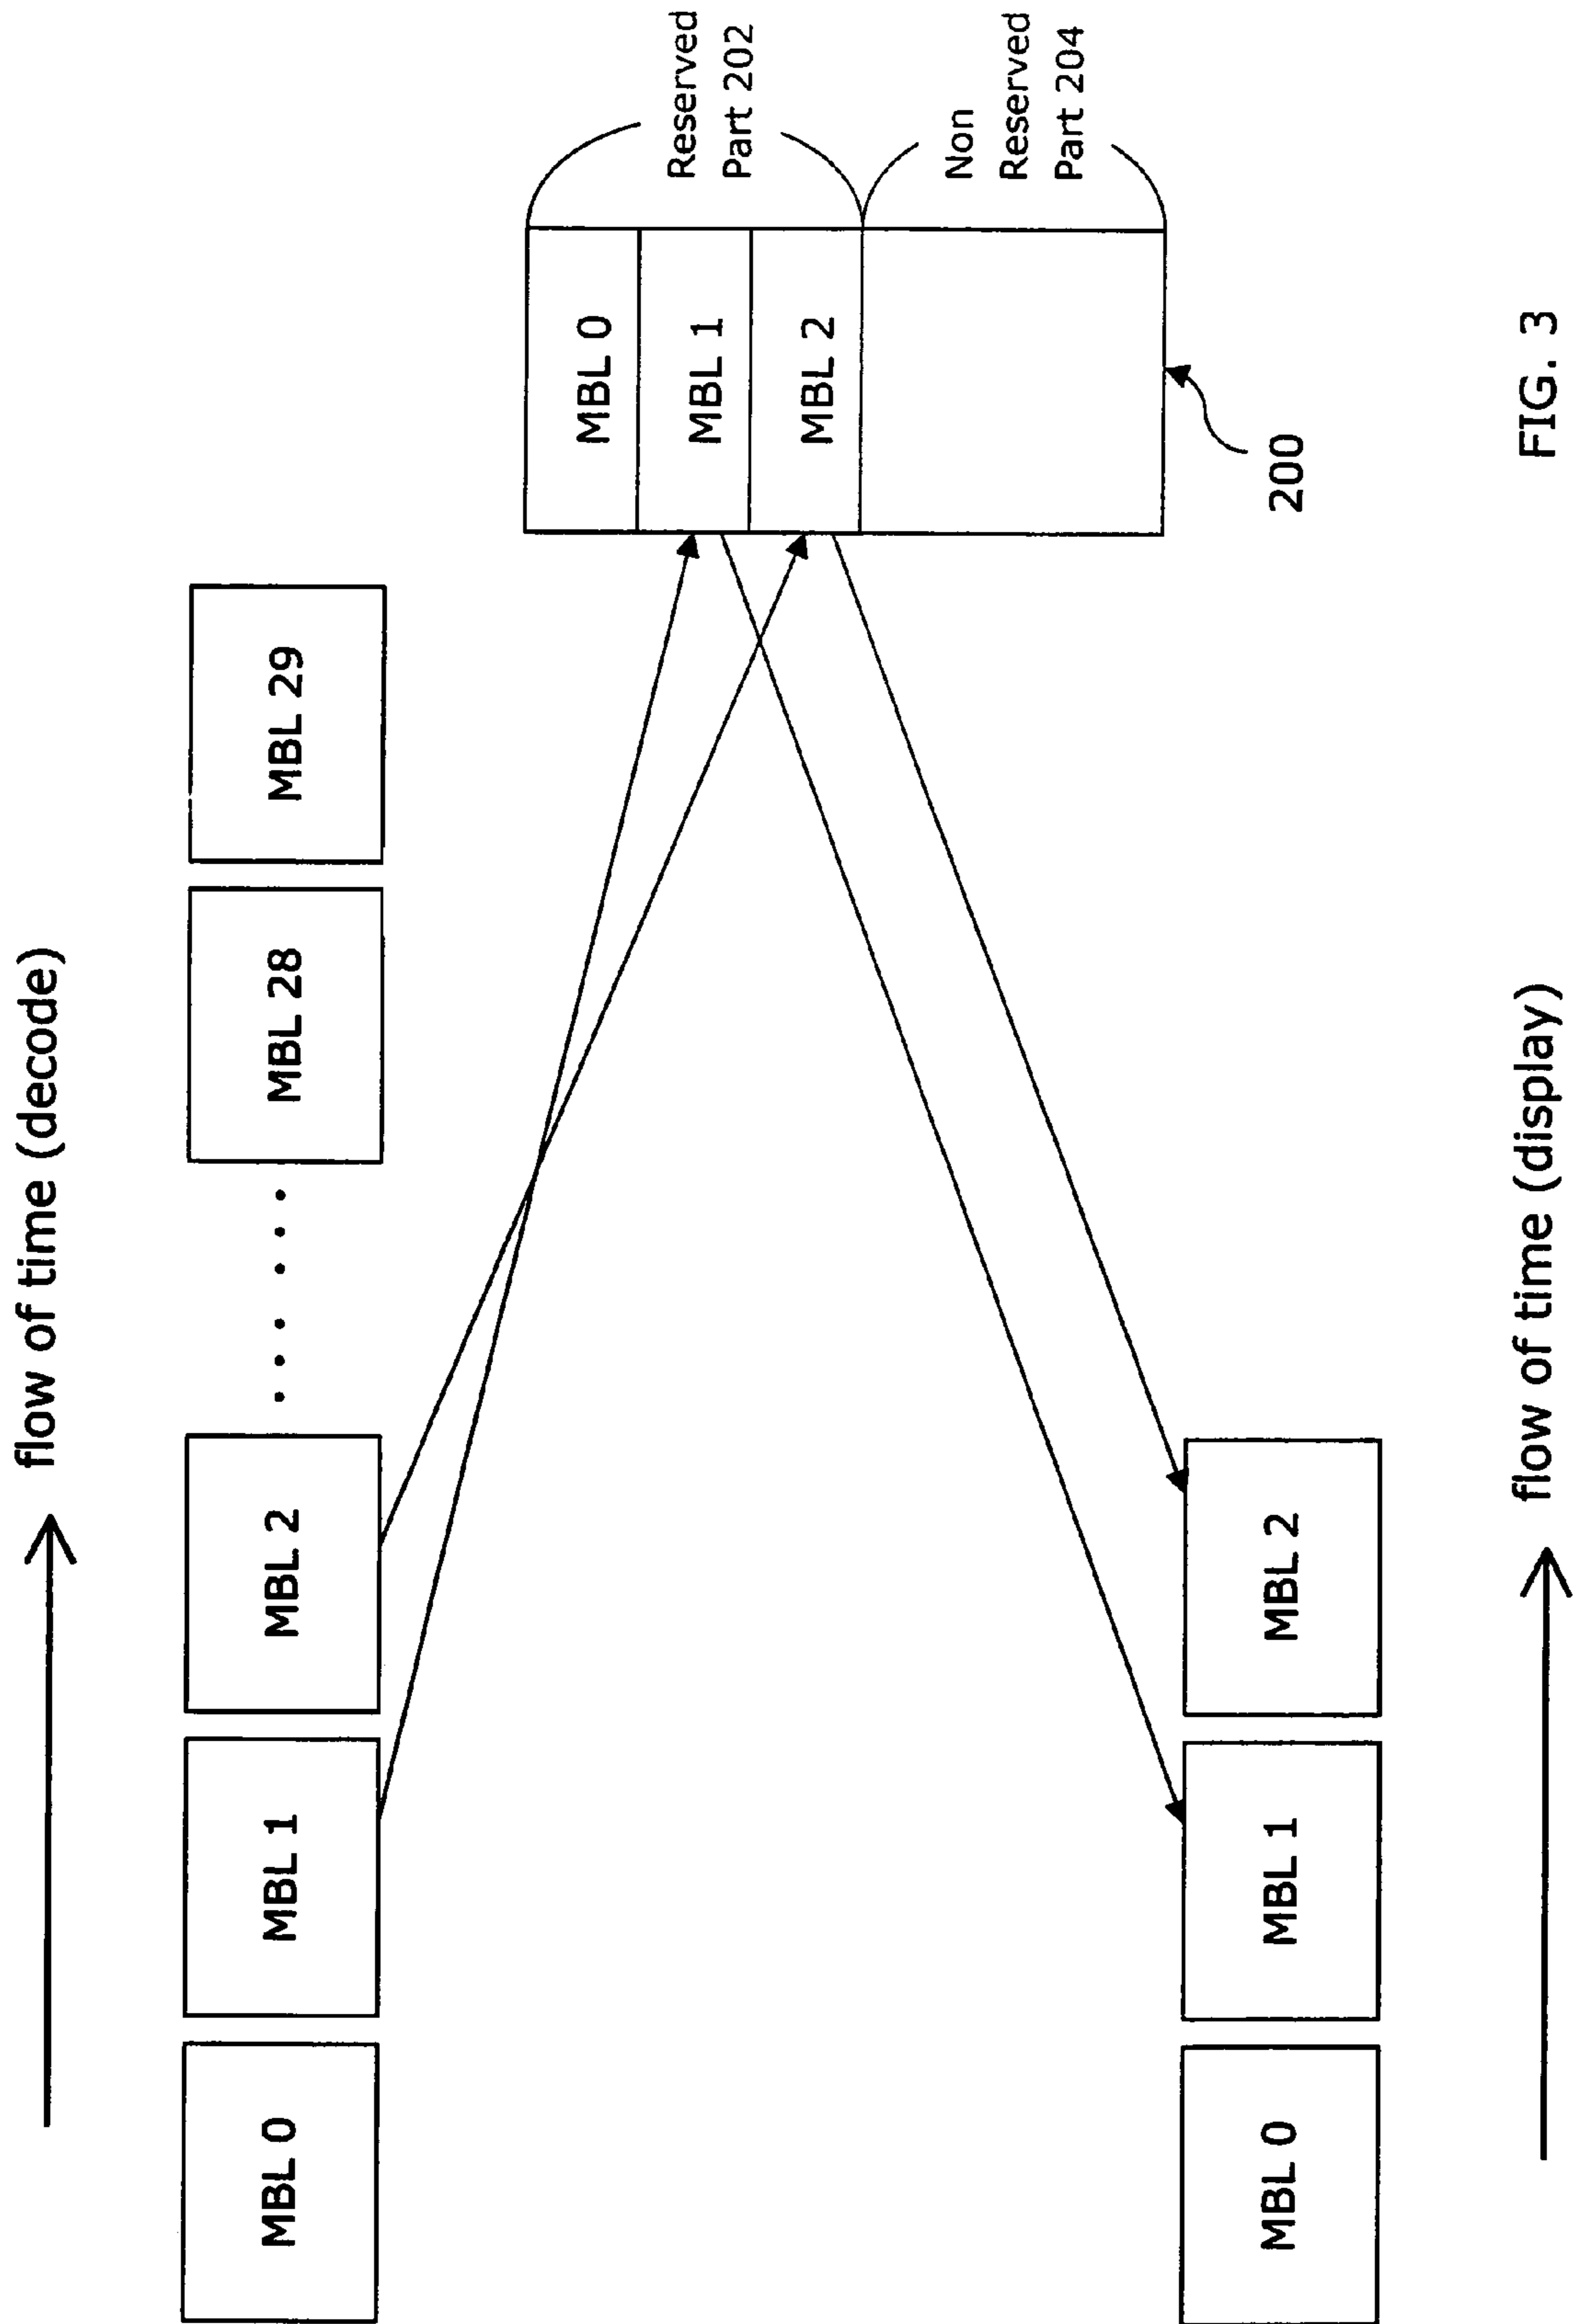 flow of time (decode)
MBL 0
MBL 1
MBL 2
MBL 28
MBL 29
MBL 0
MBL 1
MBL 2
Reserved
Part 202
Non
Reserved
Part 204
200
MBL 0
MBL 1
MBL 2
flow of time (display)
FIG. 3